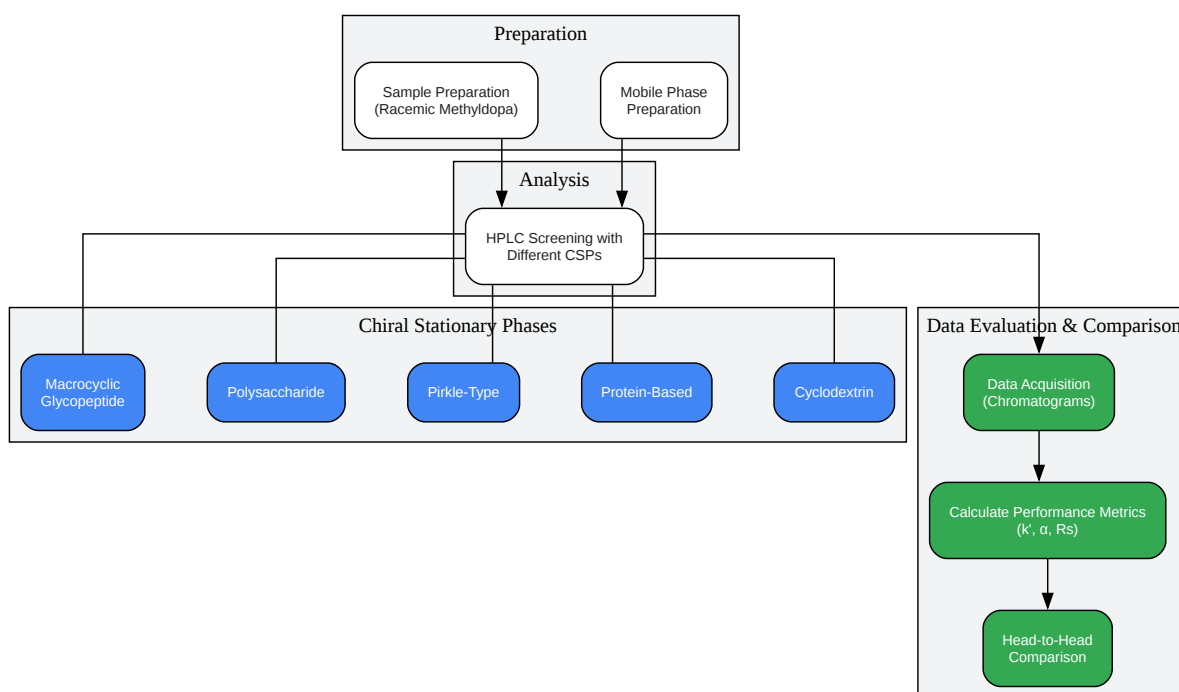 Preparation
Sample Preparation
(Racemic Methyldopa)
Mobile Phase
Preparation
Analysis
HPLC Screening with
Different CSPs
Chiral Stationary Phases
Macrocyclic
Glycopeptide
Polysaccharide
Pirkle-Type
Protein-Based
Cyclodextrin
Data Evaluation & Comparison
Data Acquisition
(Chromatograms)
Calculate Performance Metrics
(k', α, Rs)
Head-to-Head
Comparison